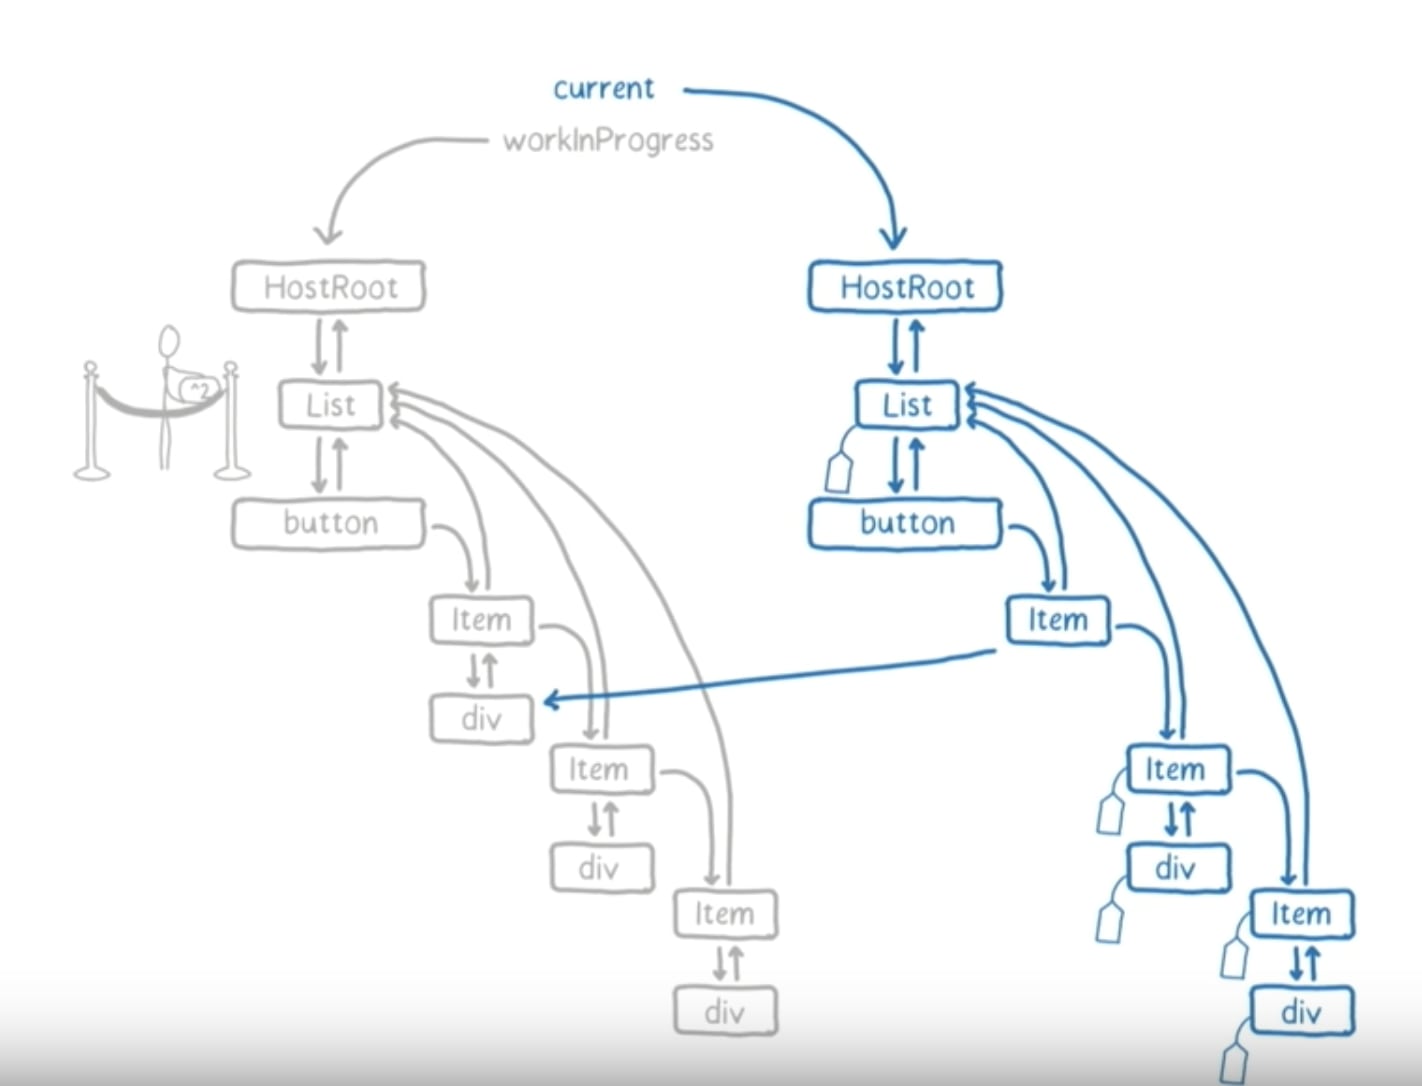 current
workInProgress
HostRoot
HostRoot
^2
List
List
button
button
Item
Item
div
Item
Item
div
div
Item
Item
div
div